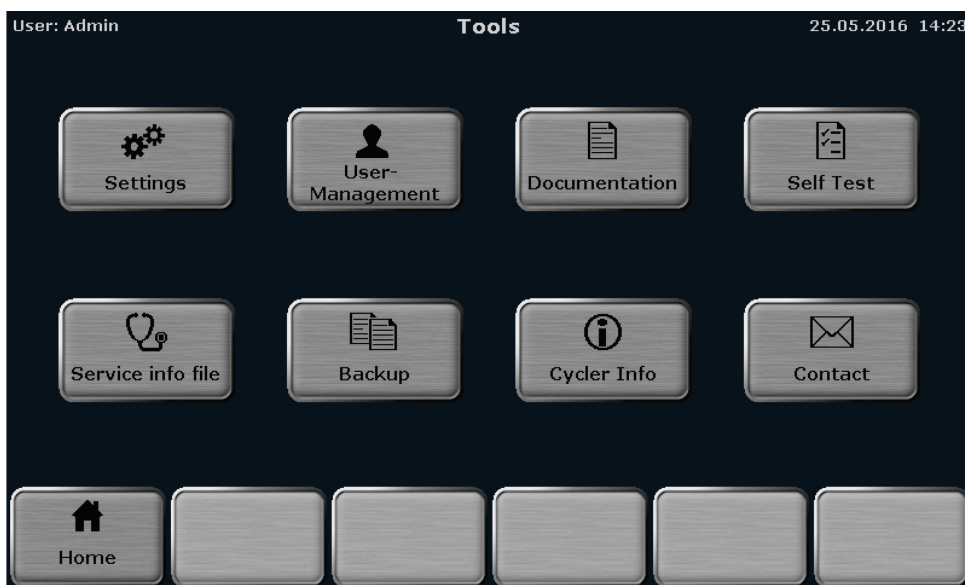 User: Admin
Tools
25.05.2016 14:23
Settings
User-
Management
Documentation
Self Test
Service info file
Backup
Cycler Info
Contact
Home